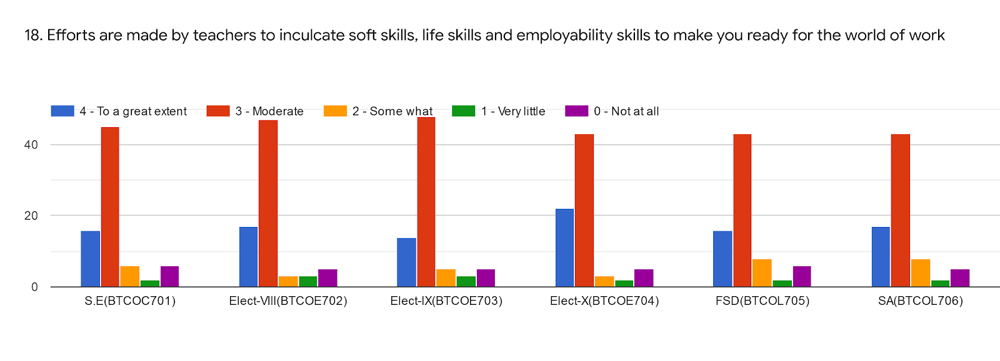 18. Efforts are made by teachers to inculcate soft skills, life skills and employability skills to make you ready for the world of work
4 - To a great extent 3 - Moderate 2 - Some what 1 - Very little 0 - Not at all
40
20
0
S.E(BTCOC701) Elect-VIII(BTCOE702) Elect-IX(BTCOE703) Elect-X(BTCOE704) FSD(BTCOL705) SA(BTCOL706)